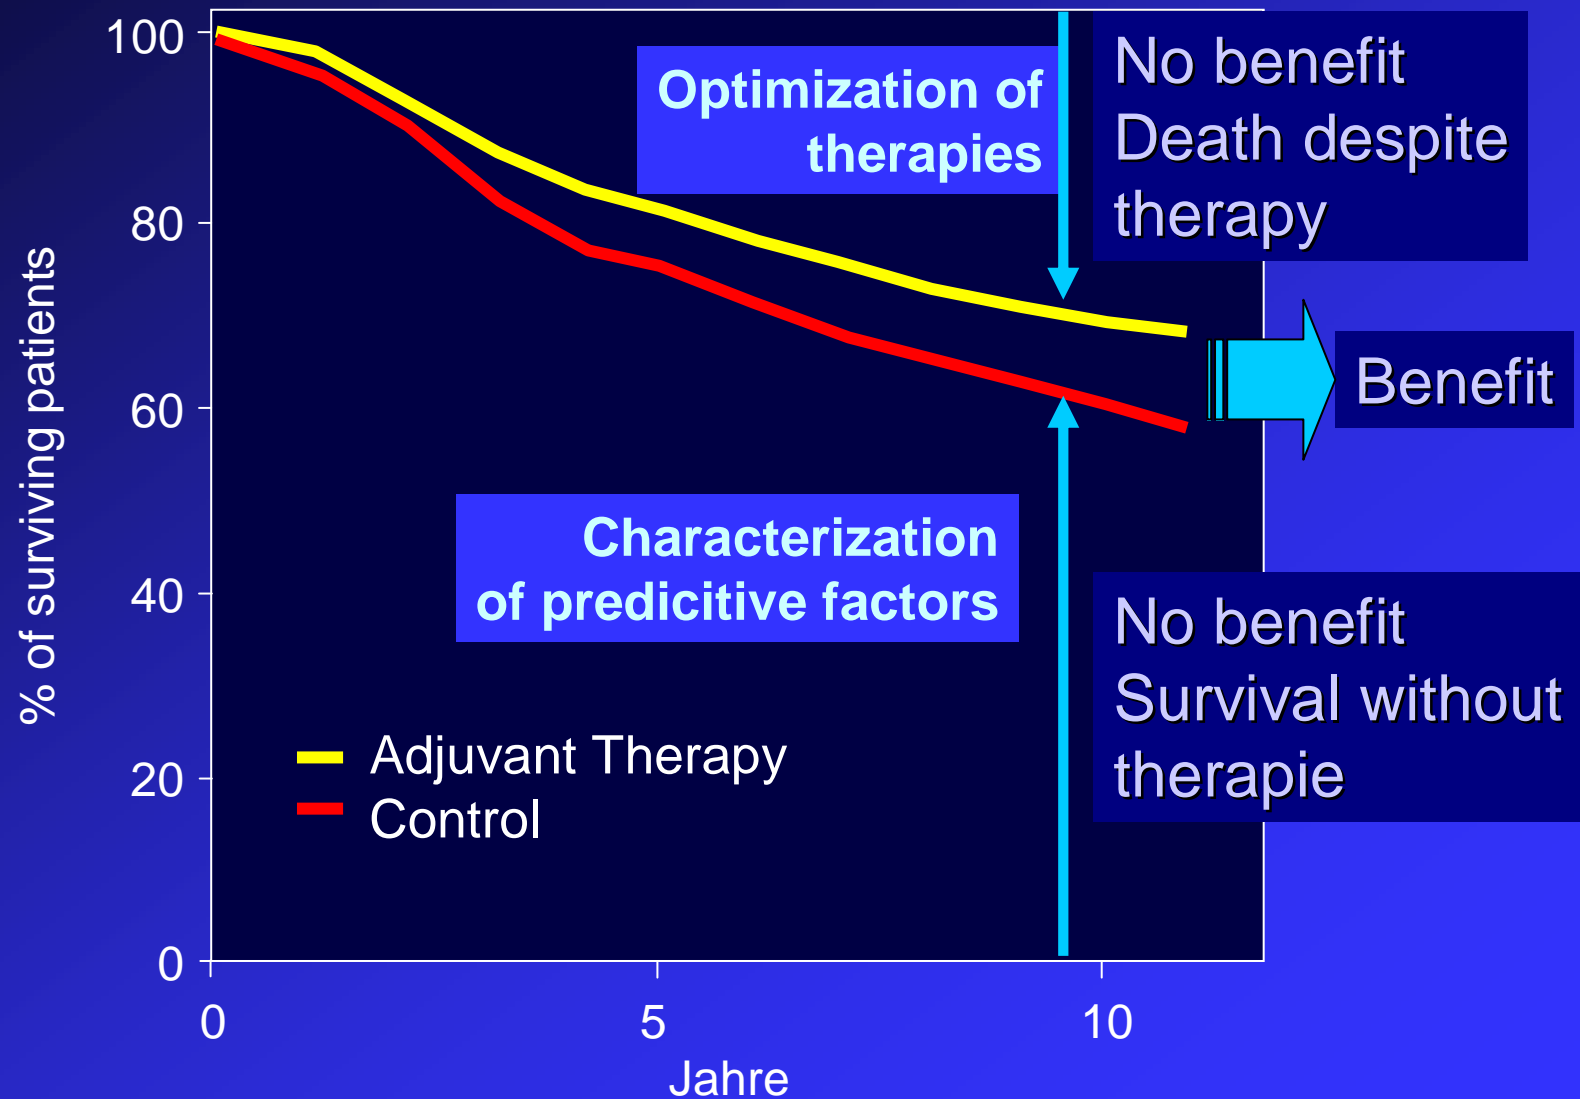 % of surviving patients
100
80
60
40
20
0
0
5
10
Jahre
Optimization of
therapies
Characterization
of predicitive factors
Adjuvant Therapy
Control
No benefit
Death despite
therapy
Benefit
No benefit
Survival without
therapie